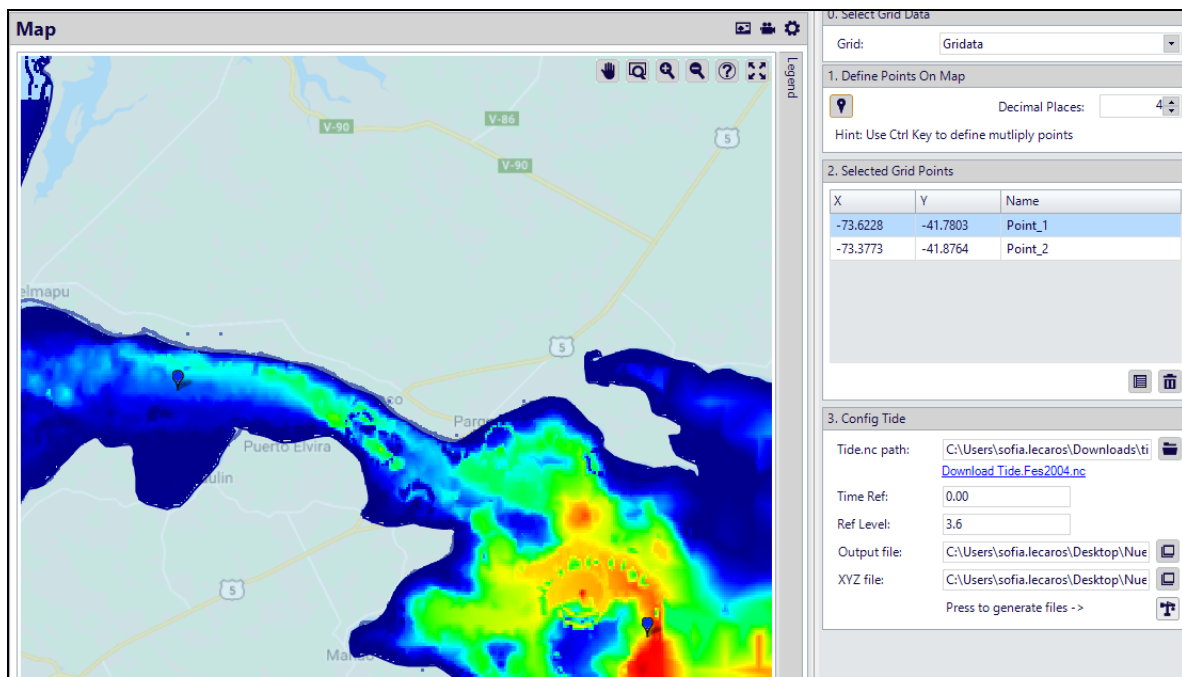 Map
Legend
V-90
V-86
5
V-90
elmapu
5
co
Parg
Puerto Elvira
ulin
5
Ma
0. Select Grid Data
Grid: Gridata
1. Define Points On Map
Decimal Places: 4
Hint: Use Ctrl Key to define mutliply points
2. Selected Grid Points
X Y Name
-73.6228 -41.7803 Point_1
-73.3773 -41.8764 Point_2
3. Config Tide
Tide.nc path: C:\Users\sofia.lecaros\Downloads\ti
Download Tide.Fes2004.nc
Time Ref: 0.00
Ref Level: 3.6
Output file: C:\Users\sofia.lecaros\Desktop\Nue
XYZ file: C:\Users\sofia.lecaros\Desktop\Nue
Press to generate files ->